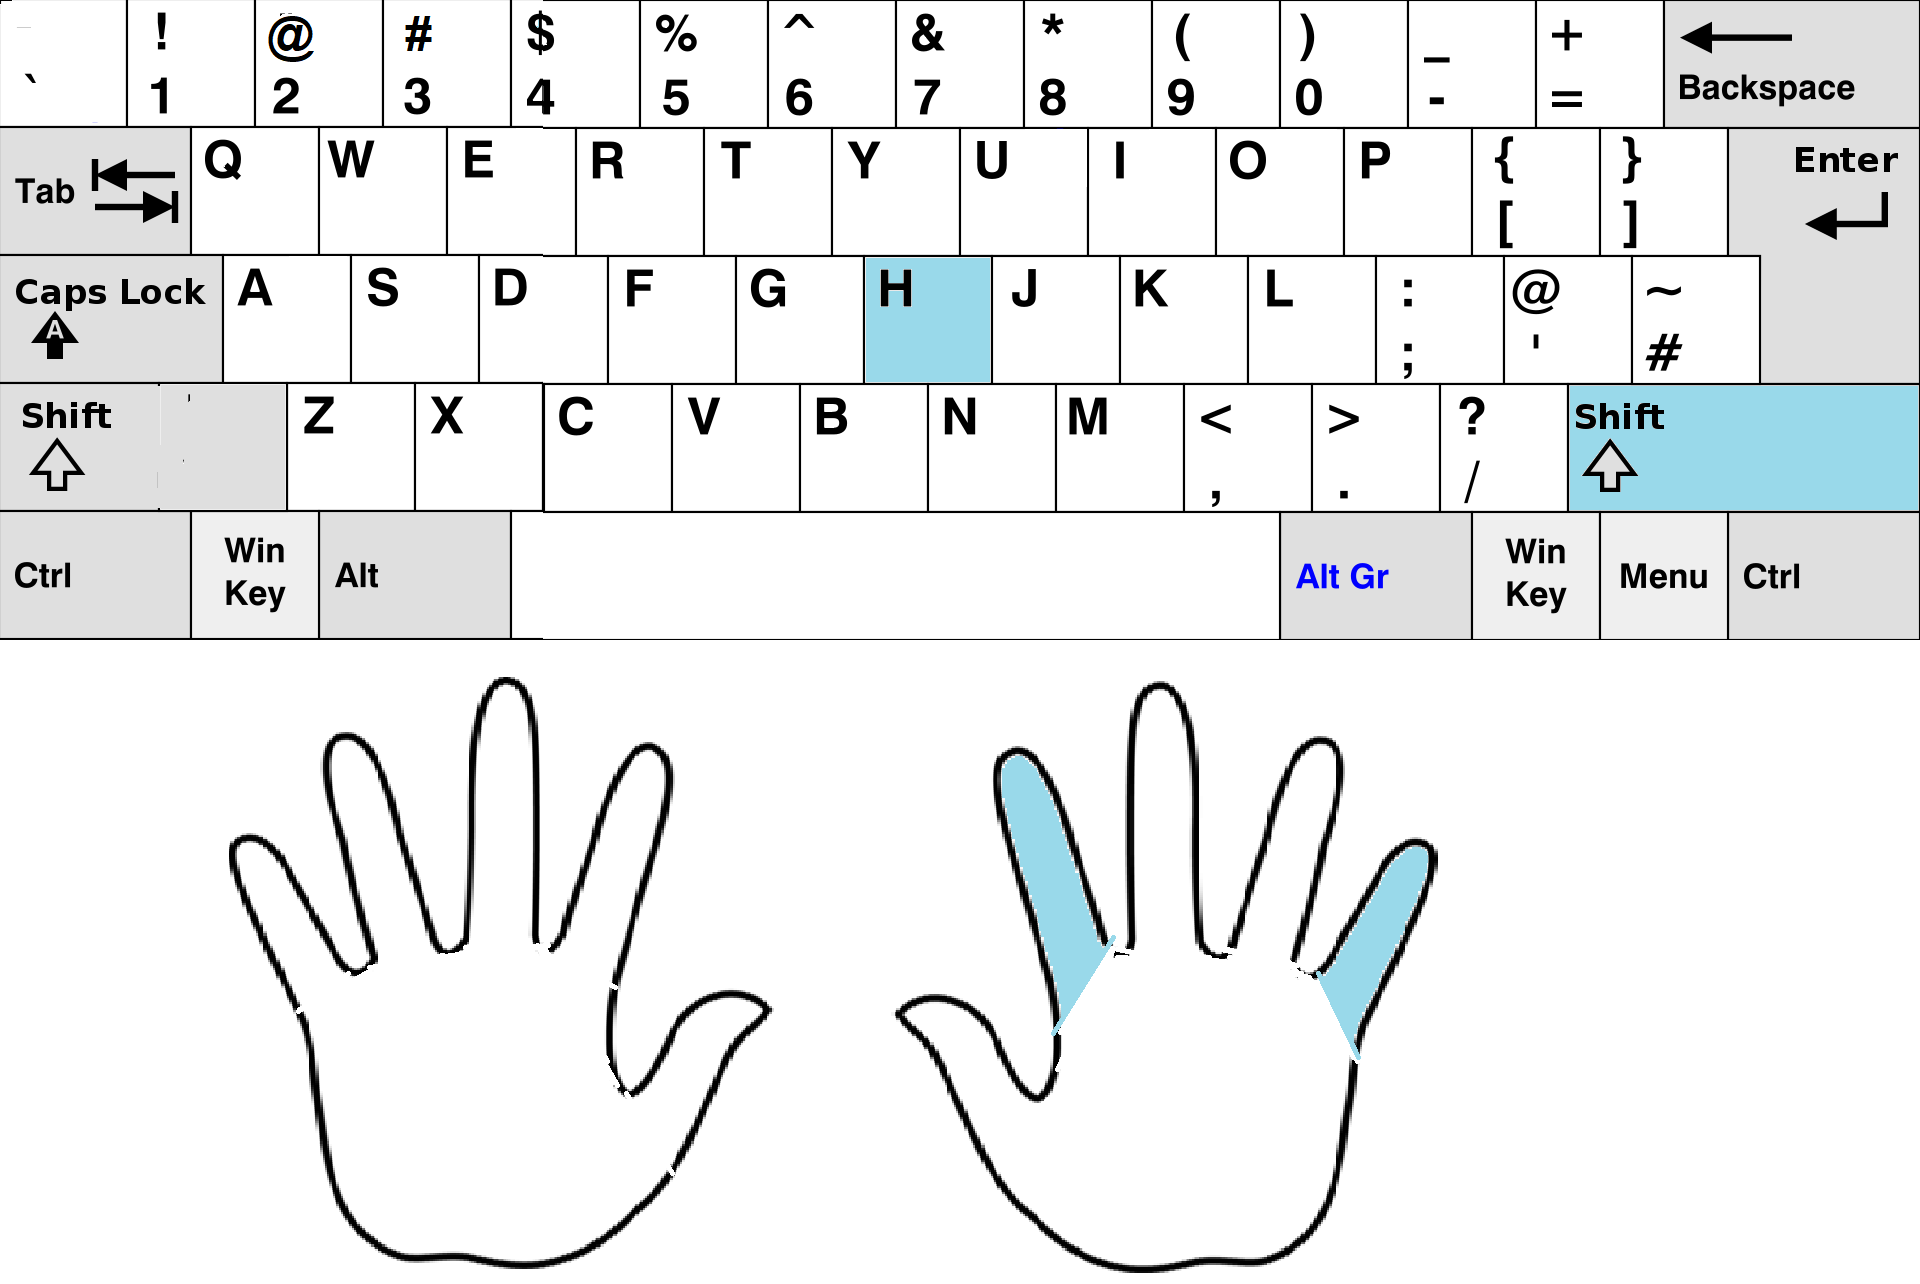 ! @ # $ % ^ & * ( ) _ +
` 1 2 3 4 5 6 7 8 9 0 - = Backspace
Tab Q W E R T Y U I O P { } Enter
[ ]
Caps Lock A S D F G H J K L : @ ~
A ; ' #
Shift Z X C V B N M < > ? Shift
, . /
Ctrl Win Key Alt Alt Gr Win Key Menu Ctrl